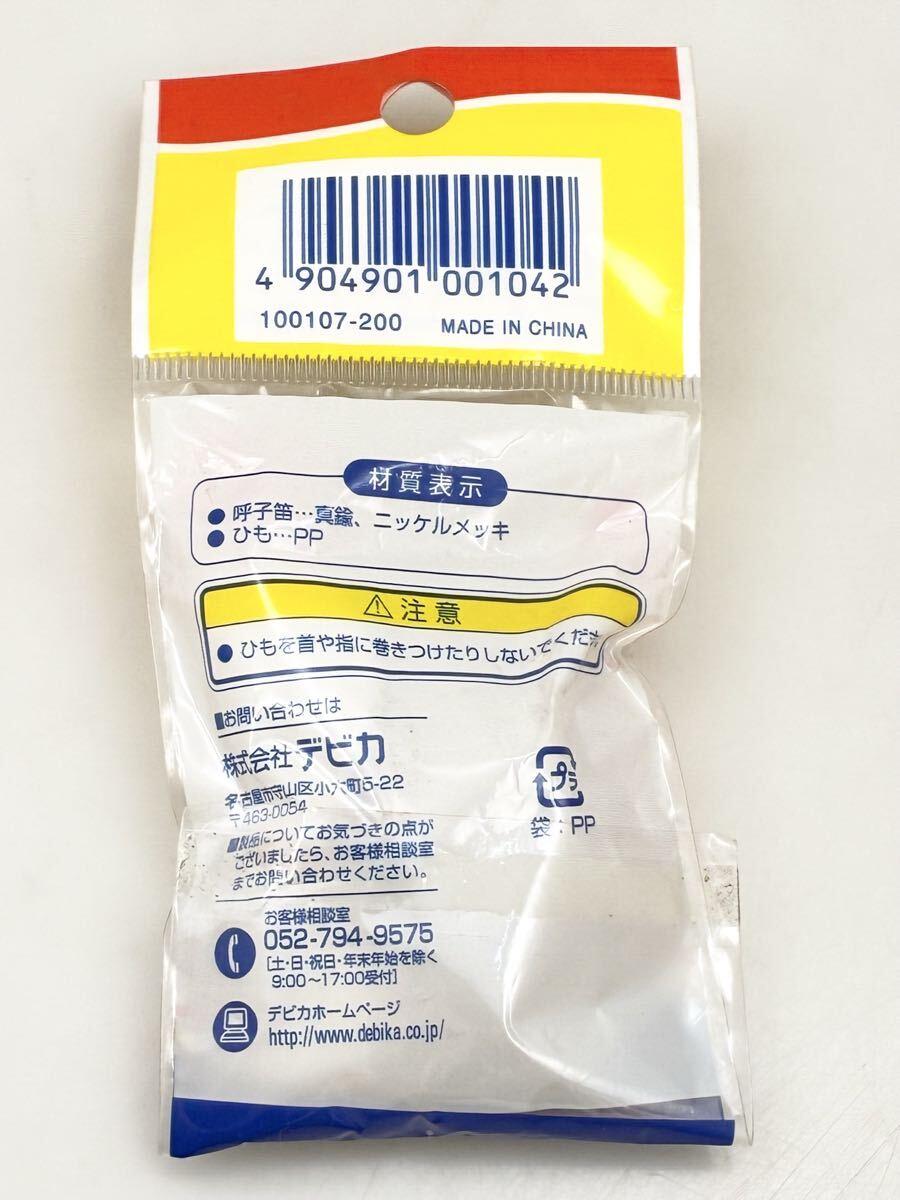 4 904901 001042
100107-200 MADE IN CHINA
材質表示
● 呼子笛…真鍮、ニッケルメッキ
● ひも…PP
⚠注意
● ひもを首や指に巻きつけたりしないでくださ
■お問い合わせは
株式会社デビカ
名古屋市守山区小六町5-22
〒463-0054
■製品についてお気づきの点が
ございましたら、お客様相談室
までお問い合わせください。
プラ
袋:PP
お客様相談室
052-794-9575
[土・日・祝日・年末年始を除く
9:00～17:00受付]
デビカホームページ
http://www.debika.co.jp/